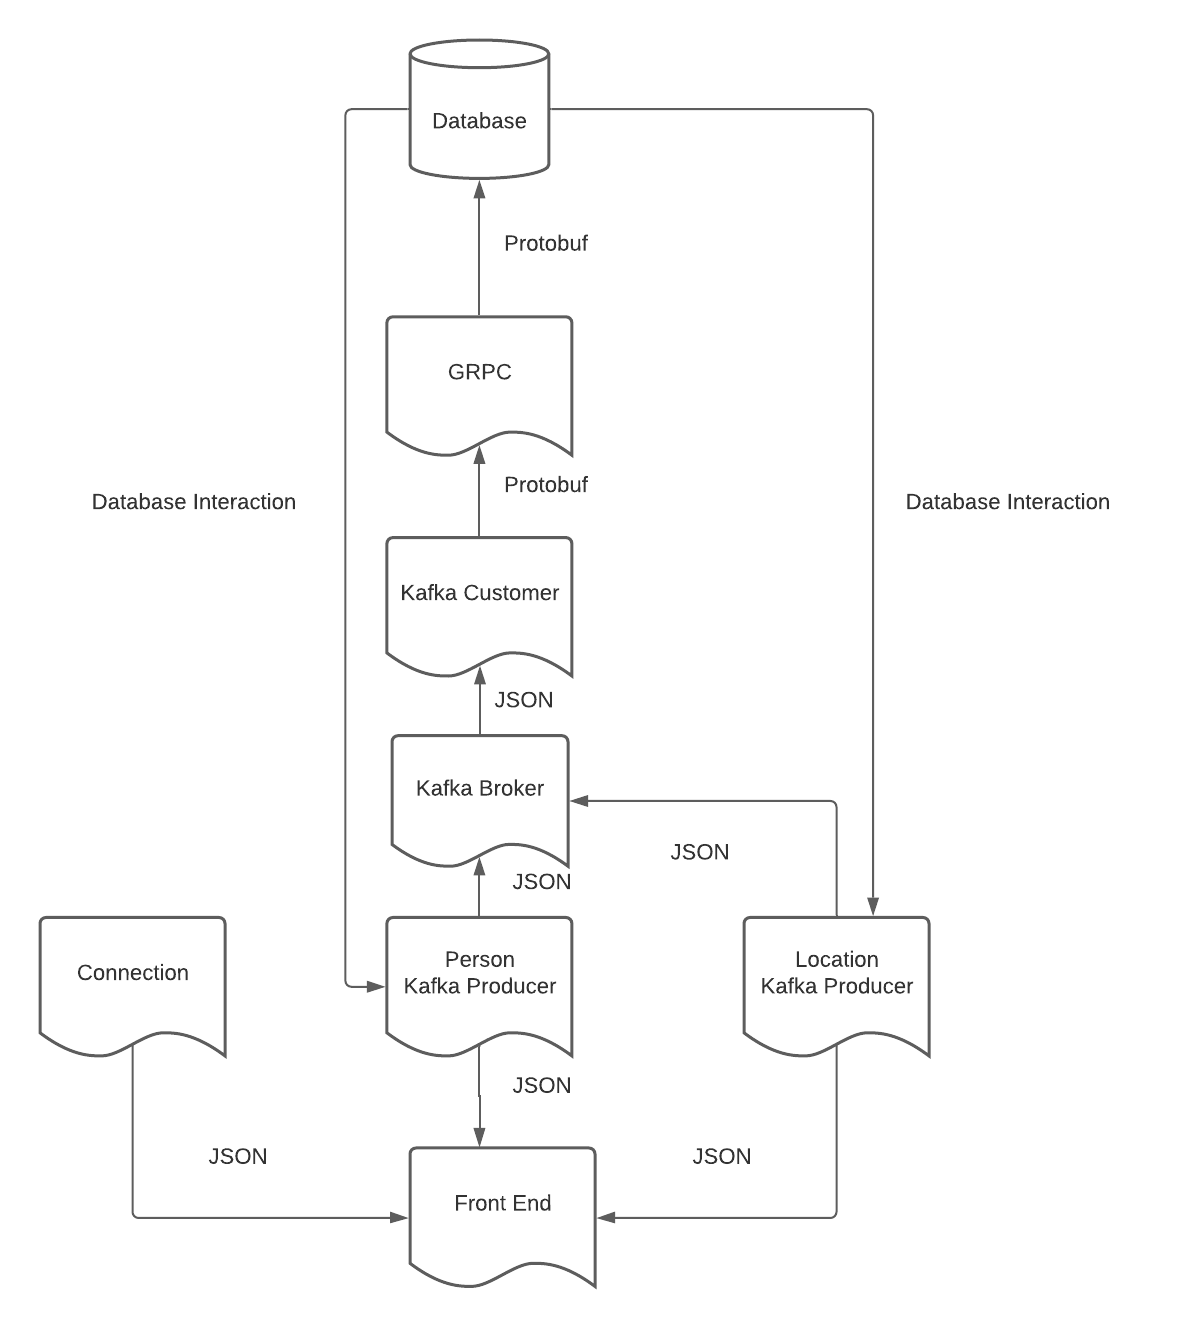 Database
Protobuf
GRPC
Protobuf
Database Interaction
Database Interaction
Kafka Customer
JSON
Kafka Broker
JSON
JSON
Connection
Person
Kafka Producer
Location
Kafka Producer
JSON
JSON
JSON
Front End